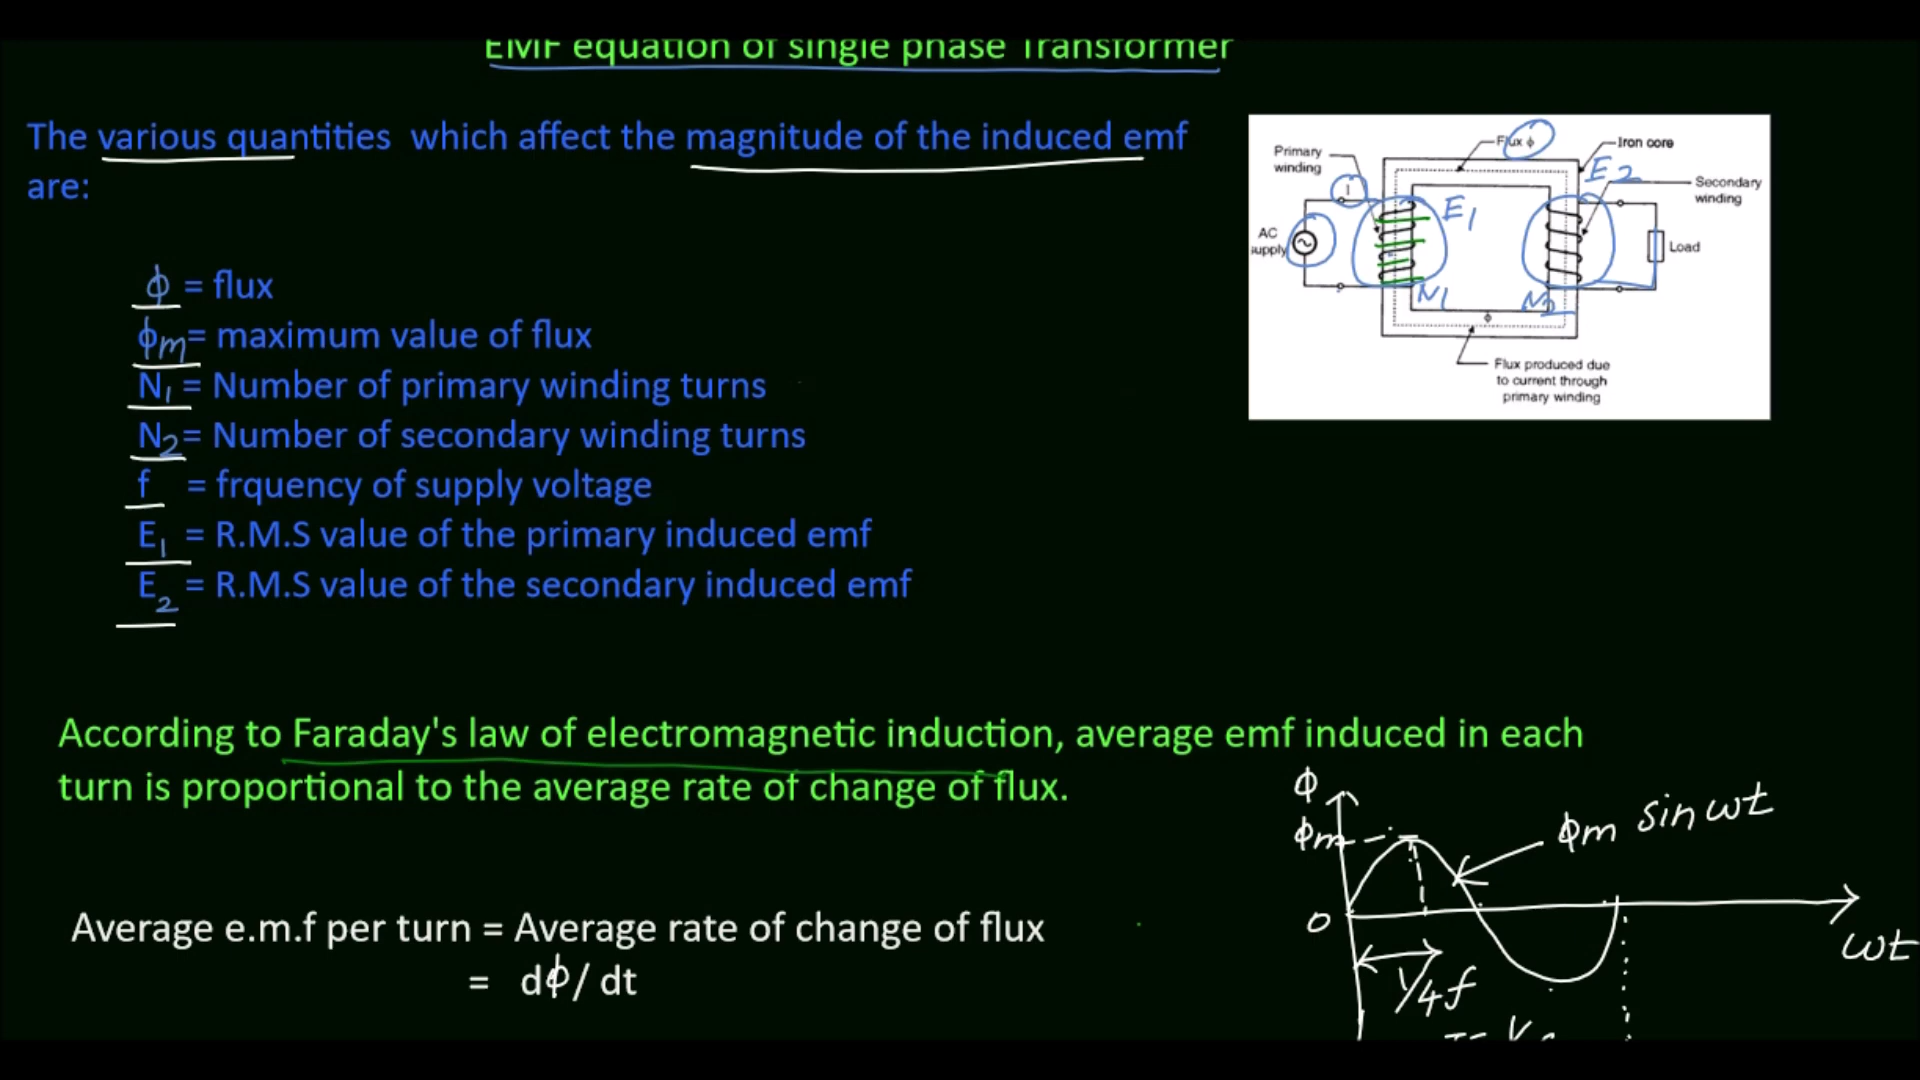 EMF equation of single phase Transformer
The various quantities which affect the magnitude of the induced emf
are:
ϕ = flux
ϕm = maximum value of flux
N1 = Number of primary winding turns
N2 = Number of secondary winding turns
f = frquency of supply voltage
E1 = R.M.S value of the primary induced emf
E2 = R.M.S value of the secondary induced emf
Flux ϕ
Iron core
Primary
winding
E2
Secondary
winding
I
E1
AC
supply
Load
N1
N2
ϕ
Flux produced due
to current through
primary winding
According to Faraday's law of electromagnetic induction, average emf induced in each
turn is proportional to the average rate of change of flux.
Average e.m.f per turn = Average rate of change of flux
= dϕ/ dt
ϕ
ϕm
ϕm sin ωt
0
ωt
1/4f